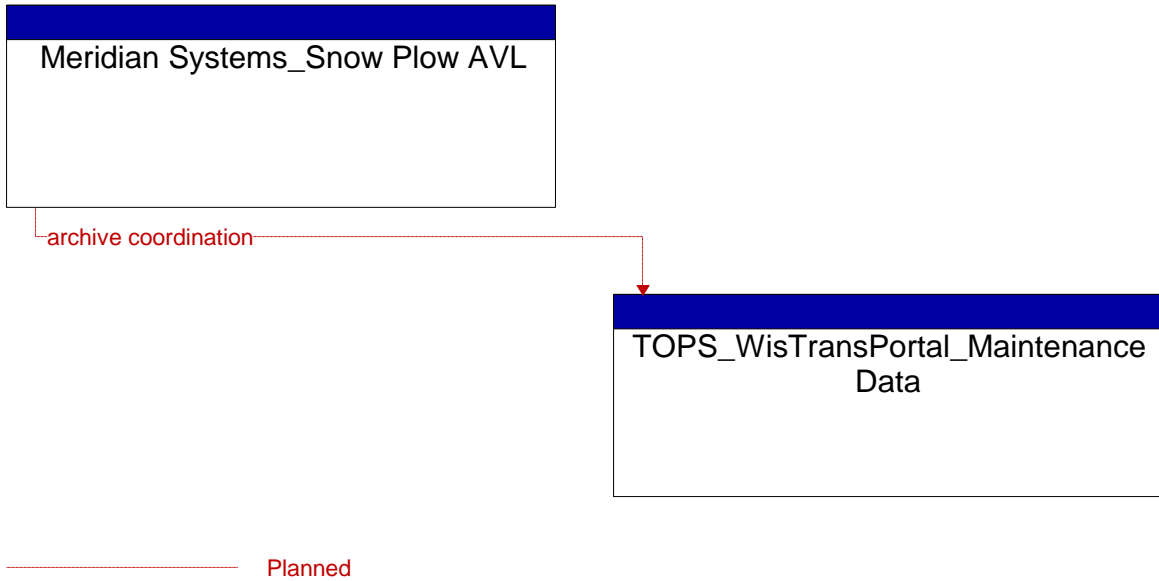 Meridian Systems_Snow Plow AVL
archive coordination
TOPS_WisTransPortal_Maintenance
Data
Planned